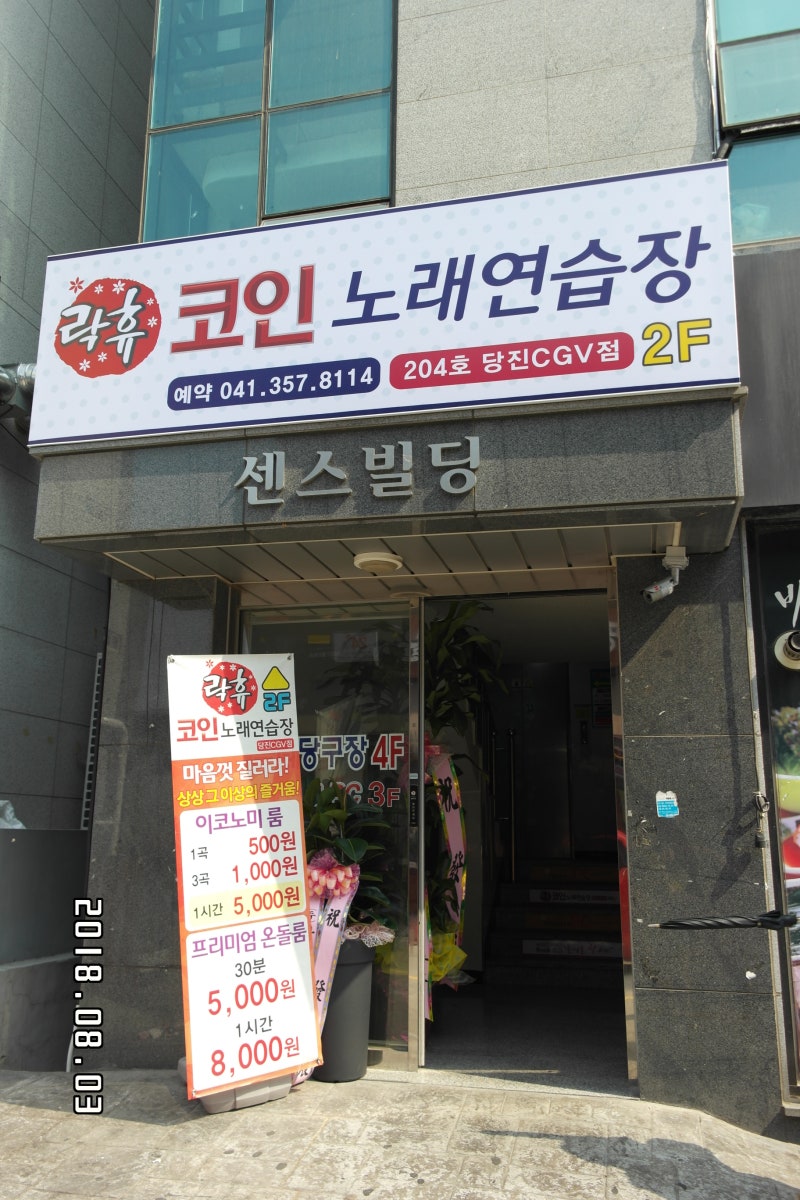 락휴 코인 노래연습장
예약 041.357.8114 204호 당진CGV점 2F
센스빌딩
락휴 2F
코인노래연습장
당진CGV점
마음껏 질러라!
상상 그 이상의 즐거움!
이코노미 룸
1곡 500원
3곡 1,000원
1시간 5,000원
프리미엄 온돌룸
30분
5,000원
1시간
8,000원
당구장 4F
3F
祝
祝
2018.08.03